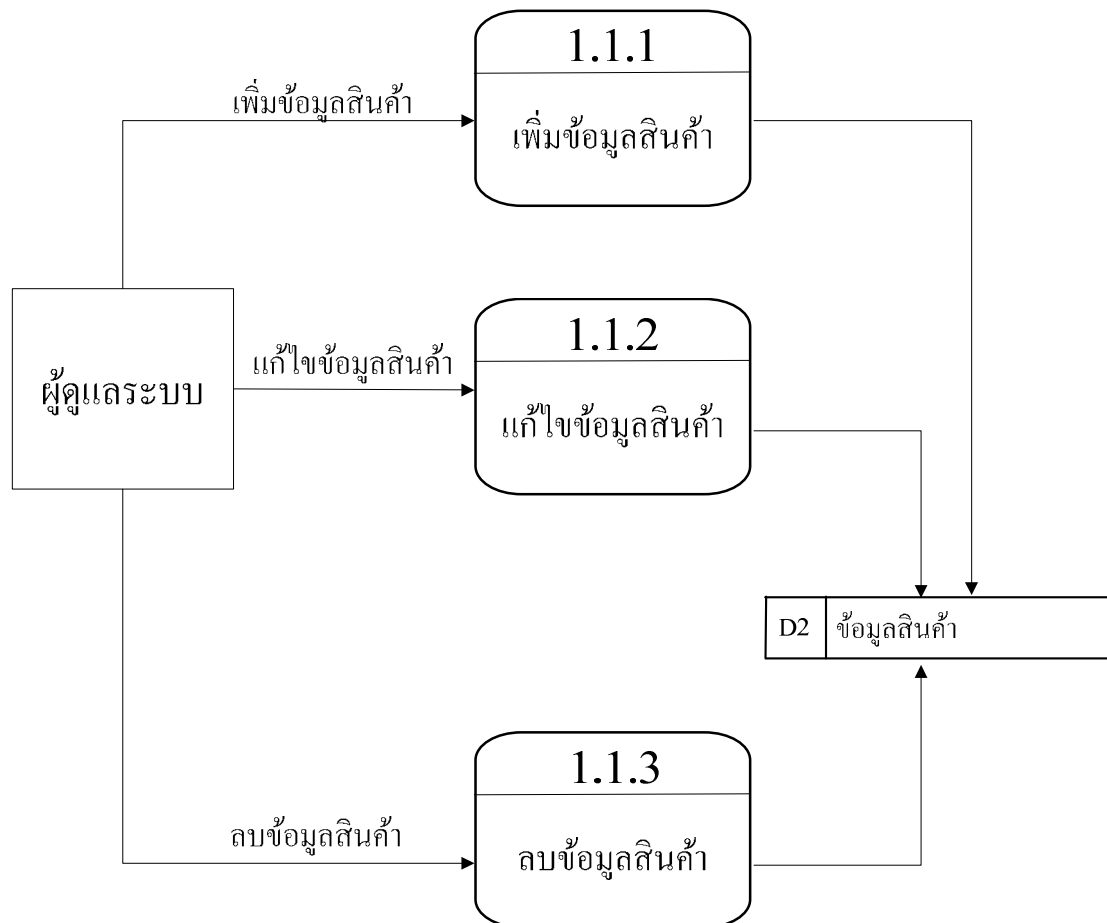 1.1.1
เพิ่มข้อมูลสินค้า
เพิ่มข้อมูลสินค้า
1.1.2
แก้ไขข้อมูลสินค้า
ผู้ดูแลระบบ
แก้ไขข้อมูลสินค้า
D2 ข้อมูลสินค้า
1.1.3
ลบข้อมูลสินค้า
ลบข้อมูลสินค้า